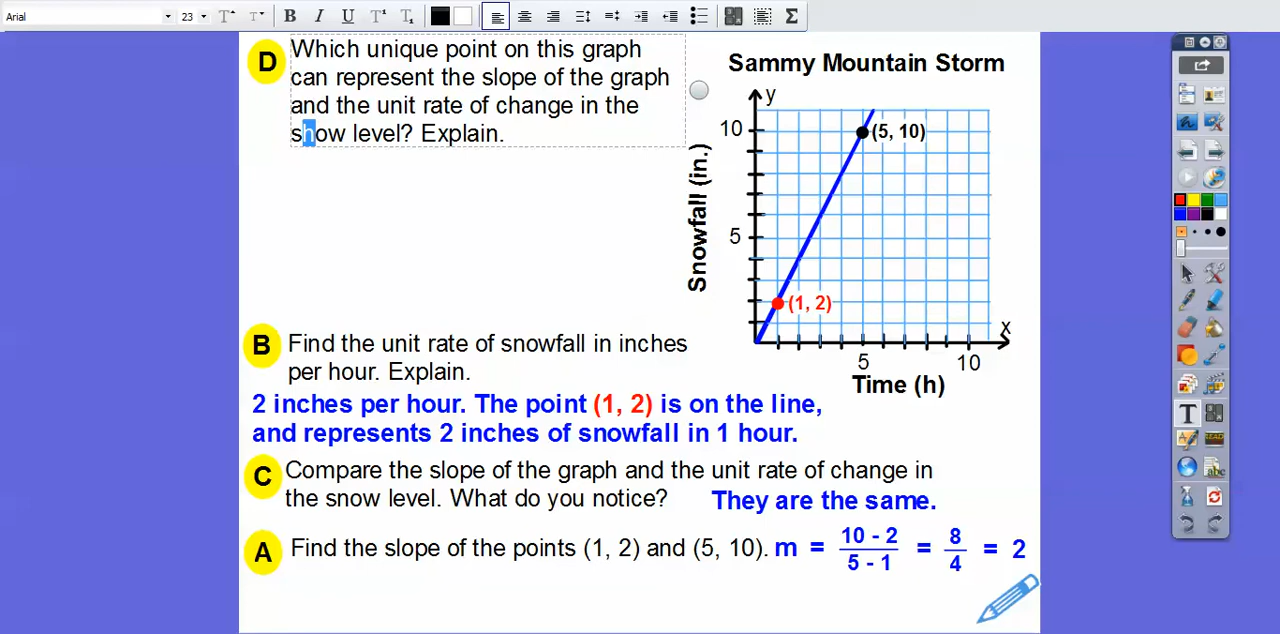 Arial 23 T T B I U T¹ T₁ Σ
D
Which unique point on this graph
can represent the slope of the graph
and the unit rate of change in the
show level? Explain.
Sammy Mountain Storm
y
10
(5, 10)
Snowfall (in.)
5
(1, 2)
x
5 10
Time (h)
B Find the unit rate of snowfall in inches
per hour. Explain.
2 inches per hour. The point (1, 2) is on the line,
and represents 2 inches of snowfall in 1 hour.
C Compare the slope of the graph and the unit rate of change in
the snow level. What do you notice? They are the same.
A Find the slope of the points (1, 2) and (5, 10). m = 10 - 2 / 5 - 1 = 8 / 4 = 2